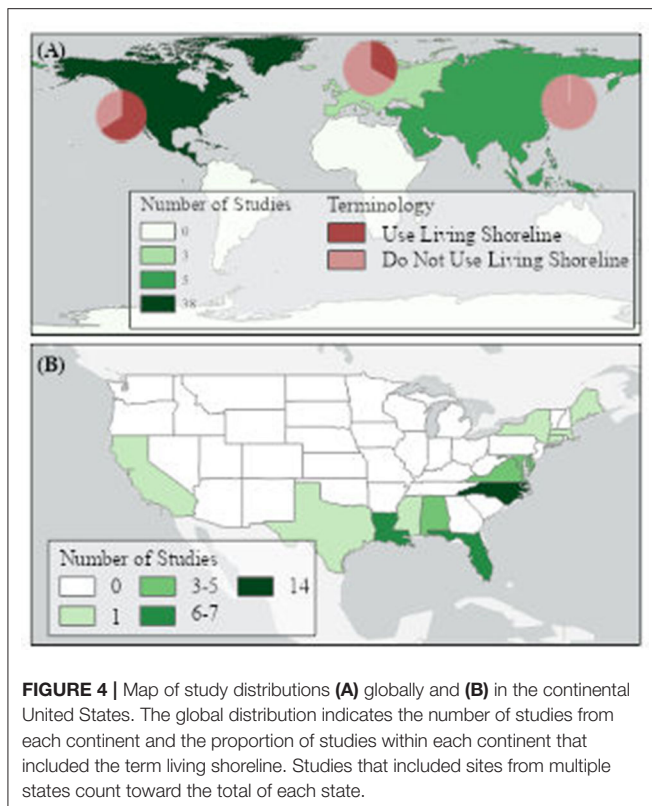 (A)
Number of Studies
0
3
5
38
Terminology
Use Living Shoreline
Do Not Use Living Shoreline
(B)
Number of Studies
0
3-5
14
1
6-7
FIGURE 4 | Map of study distributions (A) globally and (B) in the continental
United States. The global distribution indicates the number of studies from
each continent and the proportion of studies within each continent that
included the term living shoreline. Studies that included sites from multiple
states count toward the total of each state.